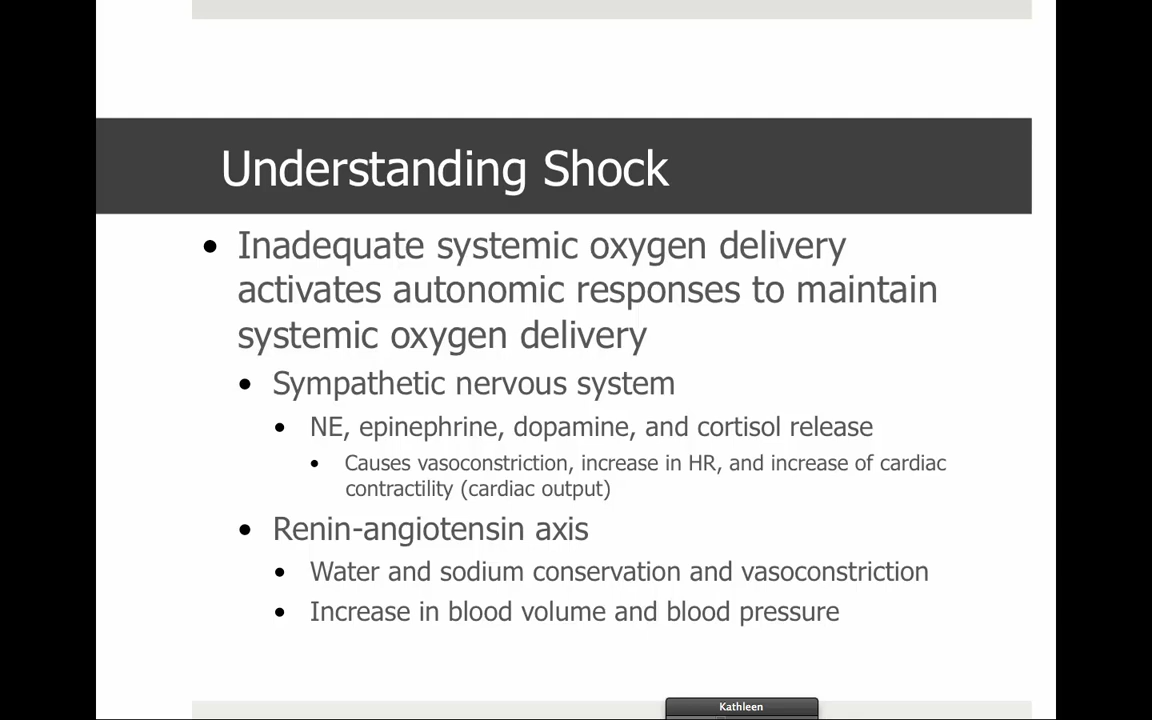 Understanding Shock
• Inadequate systemic oxygen delivery
activates autonomic responses to maintain
systemic oxygen delivery
• Sympathetic nervous system
• NE, epinephrine, dopamine, and cortisol release
• Causes vasoconstriction, increase in HR, and increase of cardiac
contractility (cardiac output)
• Renin-angiotensin axis
• Water and sodium conservation and vasoconstriction
• Increase in blood volume and blood pressure
Kathleen